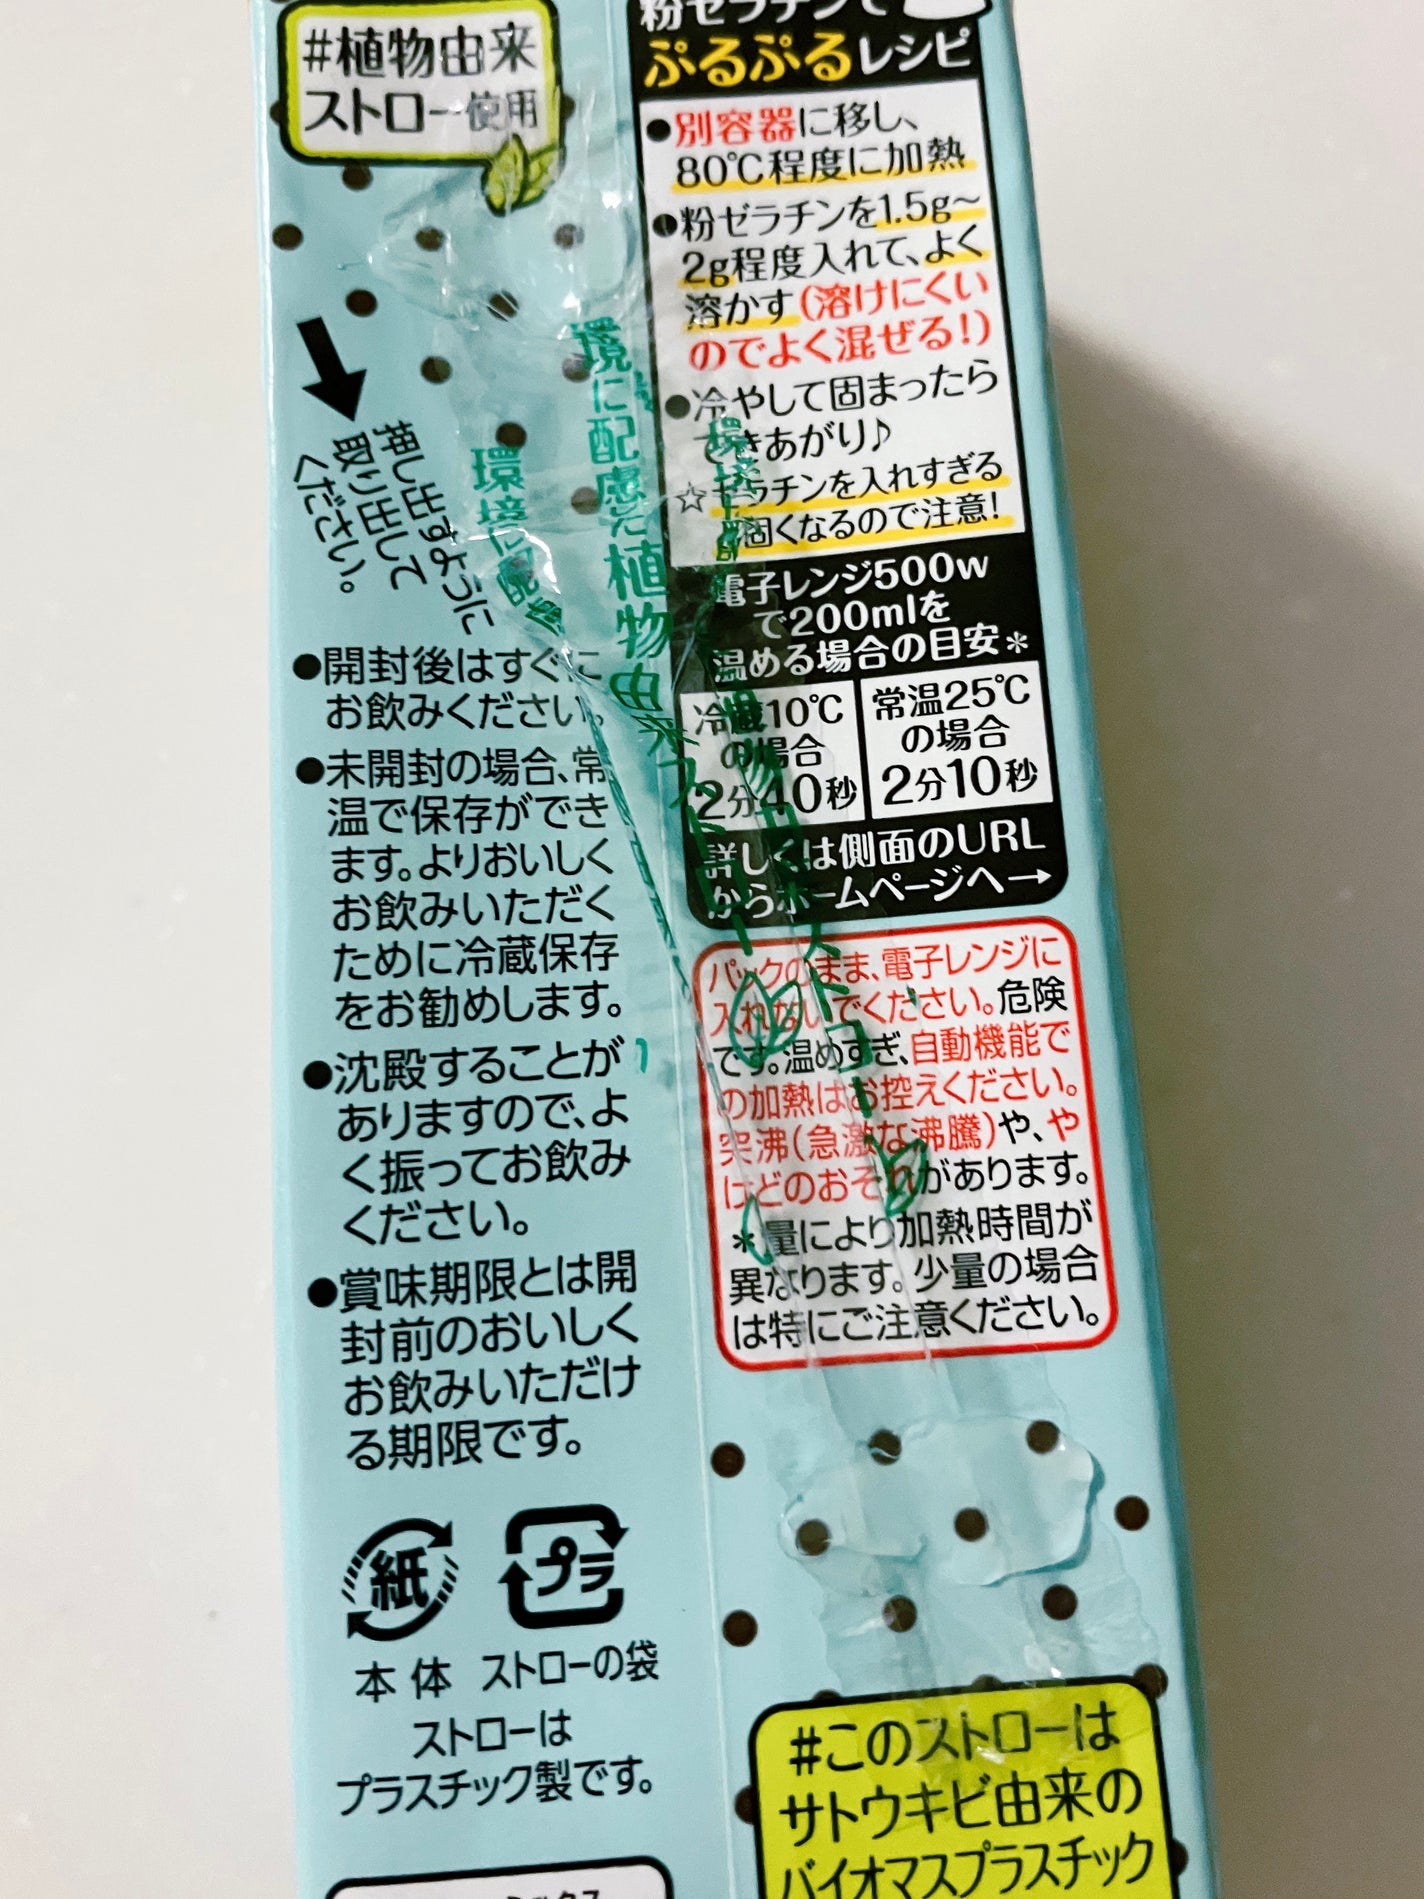 #植物由来
ストロー使用
押し出すように
取り出して
ください。
●開封後はすぐに
お飲みください。
●未開封の場合、常
温で保存ができ
ます。よりおいしく
お飲みいただく
ために冷蔵保存
をお勧めします。
●沈殿することが
ありますので、よ
く振ってお飲み
ください。
●賞味期限とは開
封前のおいしく
お飲みいただけ
る期限です。
紙
プラ
本体 ストローの袋
ストローは
プラスチック製です。
環境に配慮
環境に配慮した植物由来ストロー
粉ゼラチンで
ぷるぷるレシピ
●別容器に移し、
80℃程度に加熱
●粉ゼラチンを1.5g〜
2g程度入れて、よく
溶かす(溶けにくい
のでよく混ぜる!)
●冷やして固まったら
できあがり♪
☆ゼラチンを入れすぎる
と固くなるので注意!
電子レンジ500w
で200mlを
温める場合の目安*
冷蔵10℃
の場合
2分40秒
常温25℃
の場合
2分10秒
詳しくは側面のURL
からホームページへ→
パックのまま、電子レンジに
入れないでください。危険
です。温めすぎ、自動機能で
の加熱はお控えください。
突沸(急激な沸騰)や、や
けどのおそれがあります。
*量により加熱時間が
異なります。少量の場合
は特にご注意ください。
#このストローは
サトウキビ由来の
バイオマスプラスチック